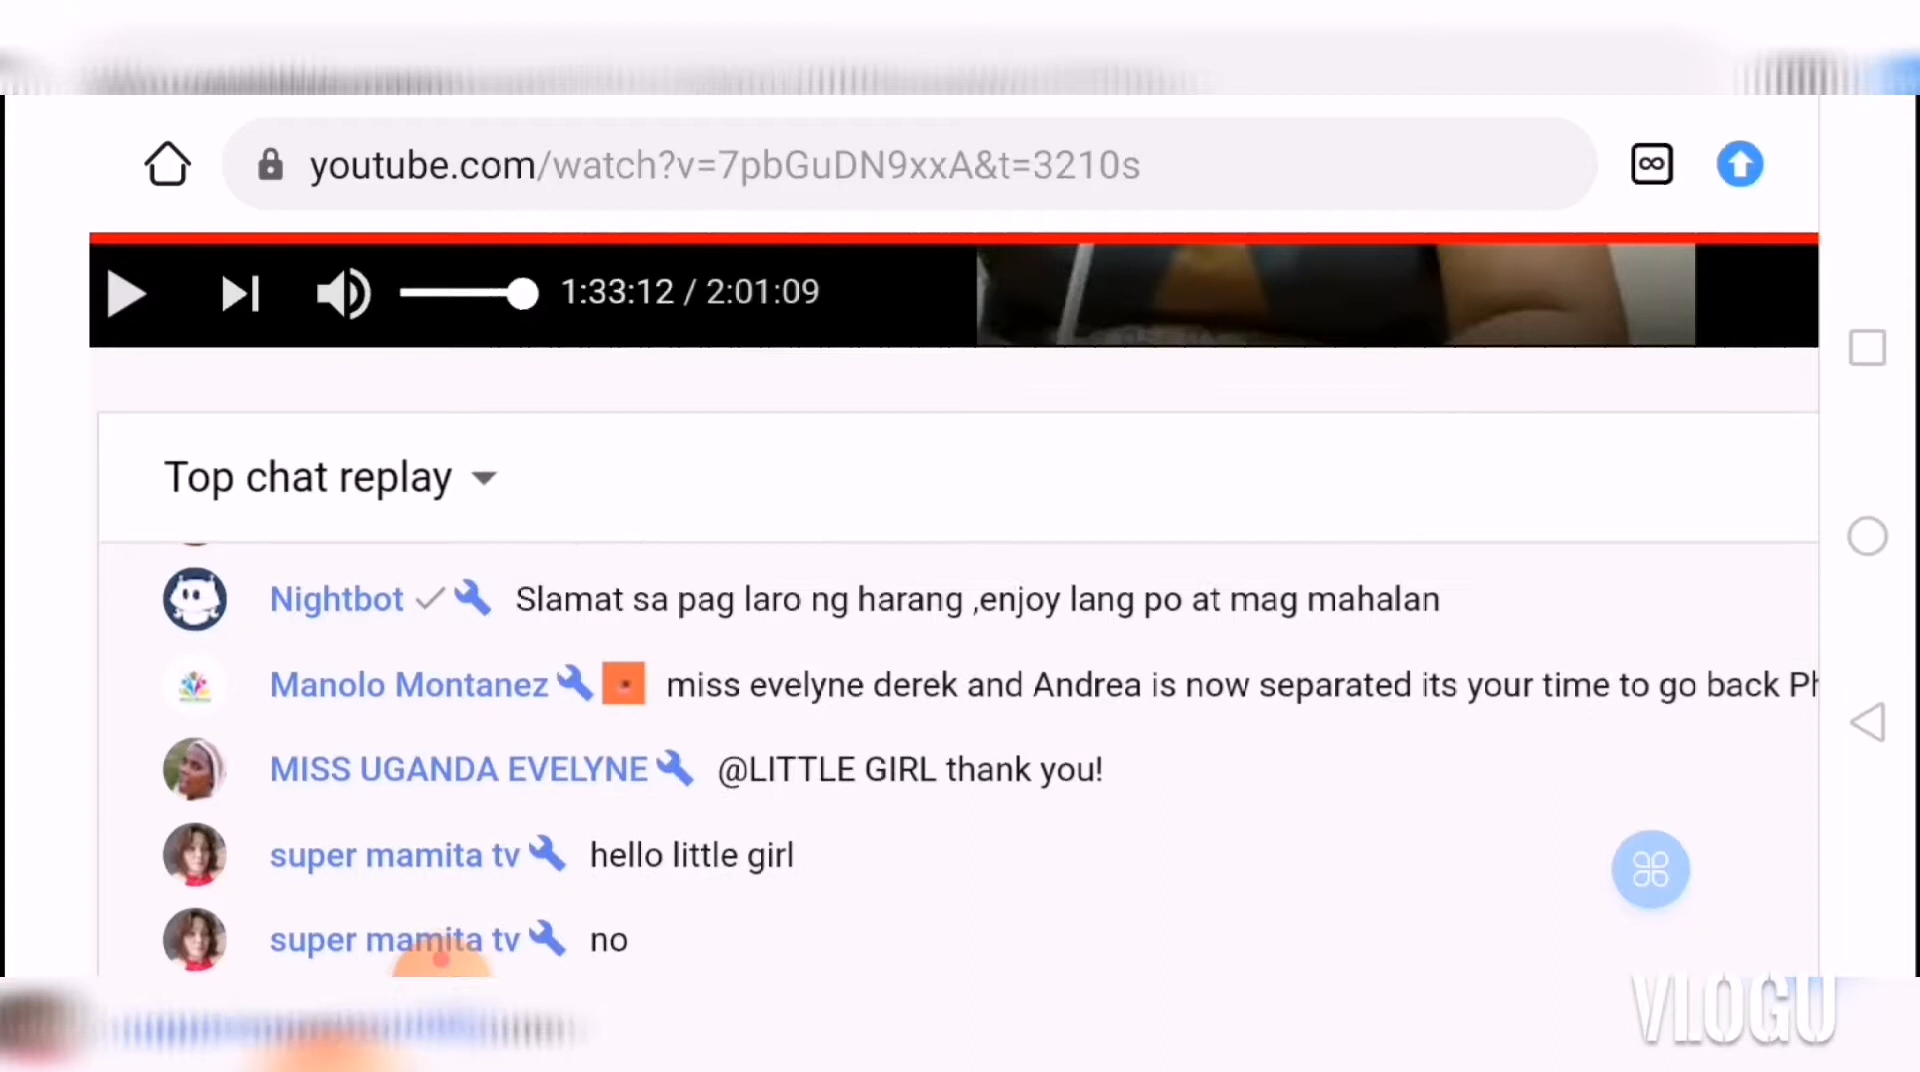 youtube.com/watch?v=7pbGuDN9xxA&t=3210s
1:33:12 / 2:01:09
Top chat replay
Nightbot Slamat sa pag laro ng harang ,enjoy lang po at mag mahalan
Manolo Montanez miss evelyne derek and Andrea is now separated its your time to go back
MISS UGANDA EVELYNE @LITTLE GIRL thank you!
super mamita tv hello little girl
super mamita tv no
VLOGU